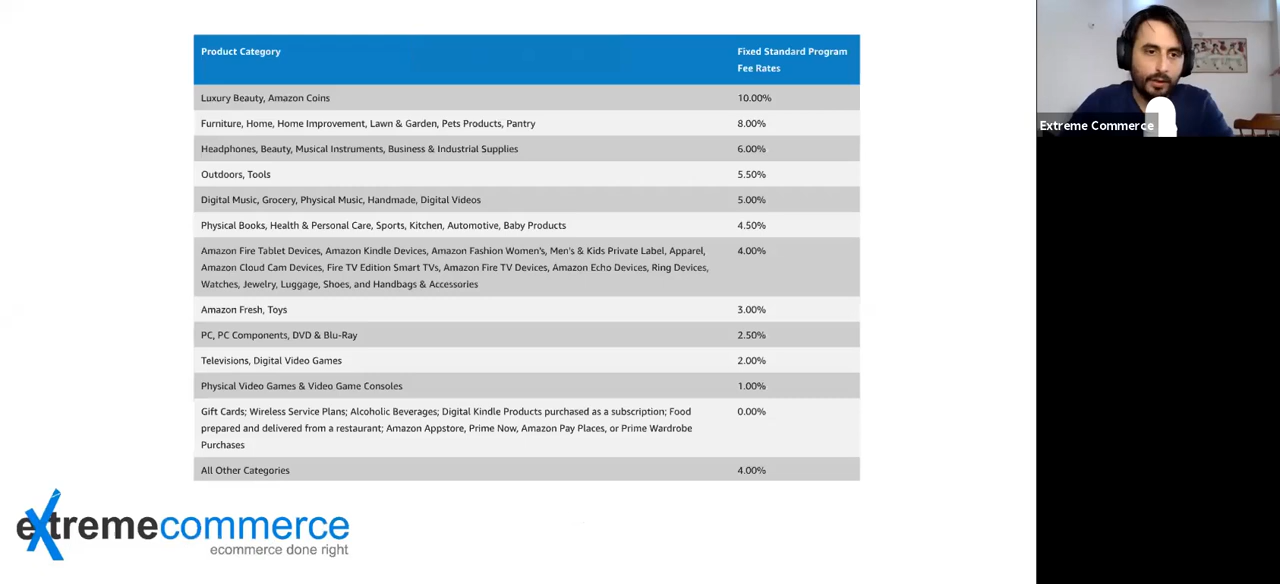 Product Category
Fixed Standard Program
Fee Rates
Luxury Beauty, Amazon Coins
10.00%
Furniture, Home, Home Improvement, Lawn & Garden, Pets Products, Pantry
8.00%
Headphones, Beauty, Musical Instruments, Business & Industrial Supplies
6.00%
Outdoors, Tools
5.50%
Digital Music, Grocery, Physical Music, Handmade, Digital Videos
5.00%
Physical Books, Health & Personal Care, Sports, Kitchen, Automotive, Baby Products
4.50%
Amazon Fire Tablet Devices, Amazon Kindle Devices, Amazon Fashion Women's, Men's & Kids Private Label, Apparel,
Amazon Cloud Cam Devices, Fire TV Edition Smart TVs, Amazon Fire TV Devices, Amazon Echo Devices, Ring Devices,
Watches, Jewelry, Luggage, Shoes, and Handbags & Accessories
4.00%
Amazon Fresh, Toys
3.00%
PC, PC Components, DVD & Blu-Ray
2.50%
Televisions, Digital Video Games
2.00%
Physical Video Games & Video Game Consoles
1.00%
Gift Cards; Wireless Service Plans; Alcoholic Beverages; Digital Kindle Products purchased as a subscription; Food
prepared and delivered from a restaurant; Amazon Appstore, Prime Now, Amazon Pay Places, or Prime Wardrobe
Purchases
0.00%
All Other Categories
4.00%
extremecommerce
ecommerce done right
Extreme Commerce